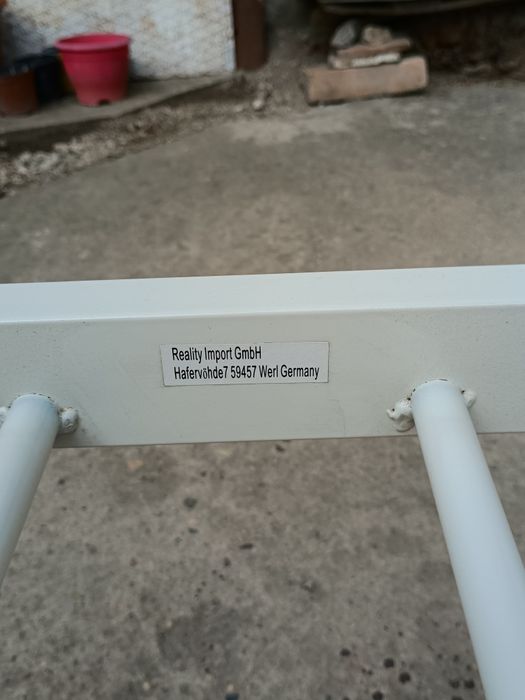 Reality Import GmbH
Hafervöhde7 59457 Werl Germany